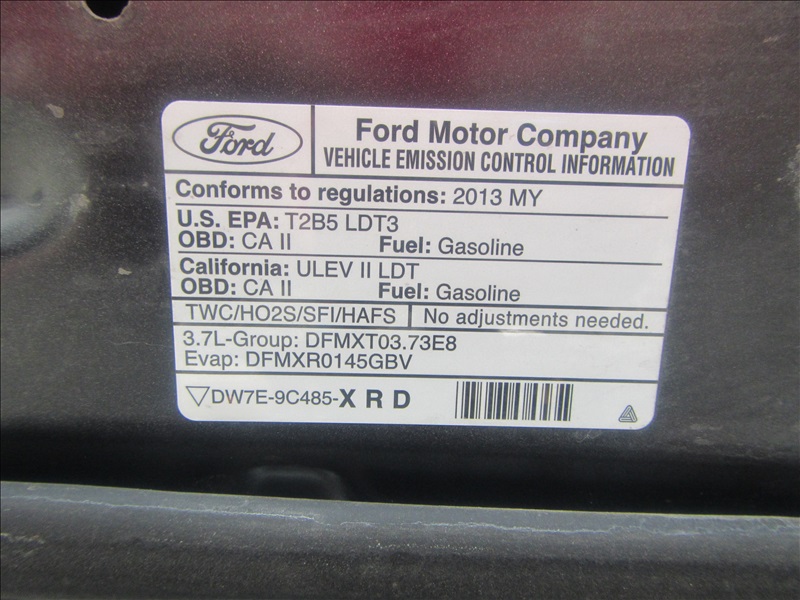 Ford
Ford Motor Company
VEHICLE EMISSION CONTROL INFORMATION
Conforms to regulations: 2013 MY
U.S. EPA: T2B5 LDT3
OBD: CA II Fuel: Gasoline
California: ULEV II LDT
OBD: CA II Fuel: Gasoline
TWC/HO2S/SFI/HAFS No adjustments needed.
3.7L-Group: DFMXT03.73E8
Evap: DFMXR0145GBV
DW7E-9C485-X R D